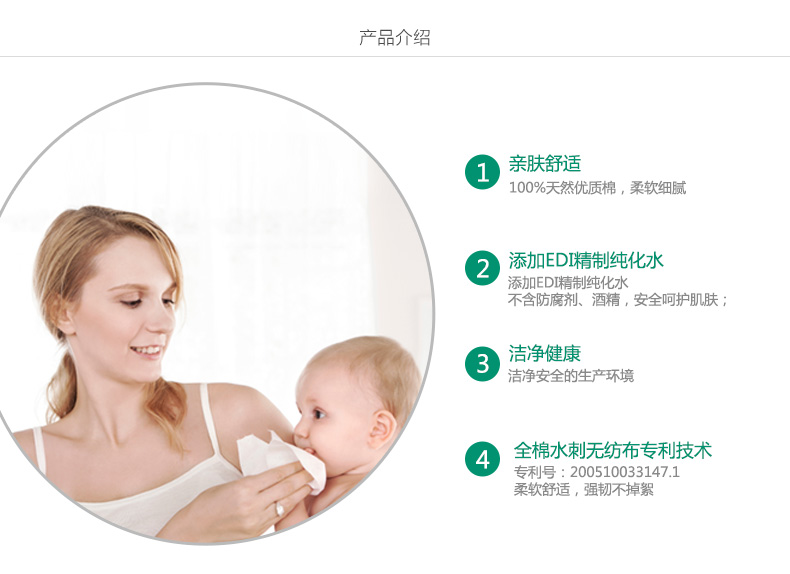 产品介绍
1
亲肤舒适
100%天然优质棉，柔软细腻
2
添加EDI精制纯化水
添加EDI精制纯化水
不含防腐剂、酒精，安全呵护肌肤；
3
洁净健康
洁净安全的生产环境
4
全棉水刺无纺布专利技术
专利号：200510033147.1
柔软舒适，强韧不掉絮